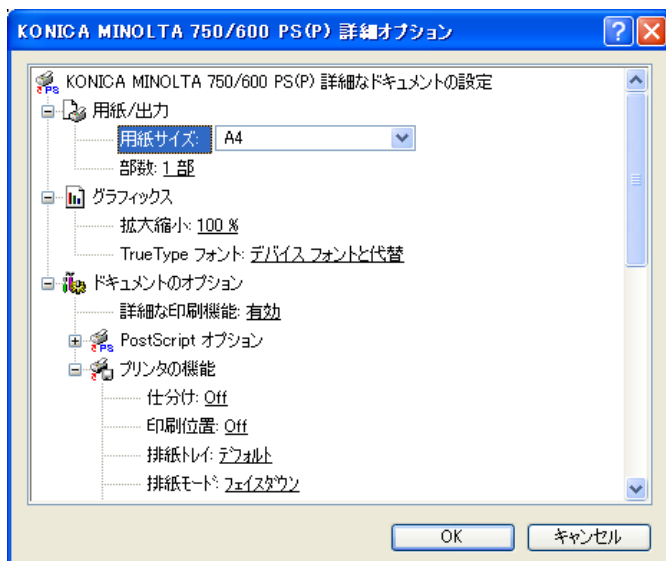 KONICA MINOLTA 750/600 PS(P) 詳細オプション
KONICA MINOLTA 750/600 PS(P) 詳細なドキュメントの設定
用紙/出力
用紙サイズ: A4
部数: 1 部
グラフィックス
拡大縮小: 100 %
TrueType フォント: デバイス フォントと代替
ドキュメントのオプション
詳細な印刷機能: 有効
PostScript オプション
プリンタの機能
仕分け: Off
印刷位置: Off
排紙トレイ: デフォルト
排紙モード: フェイスダウン
OK
キャンセル